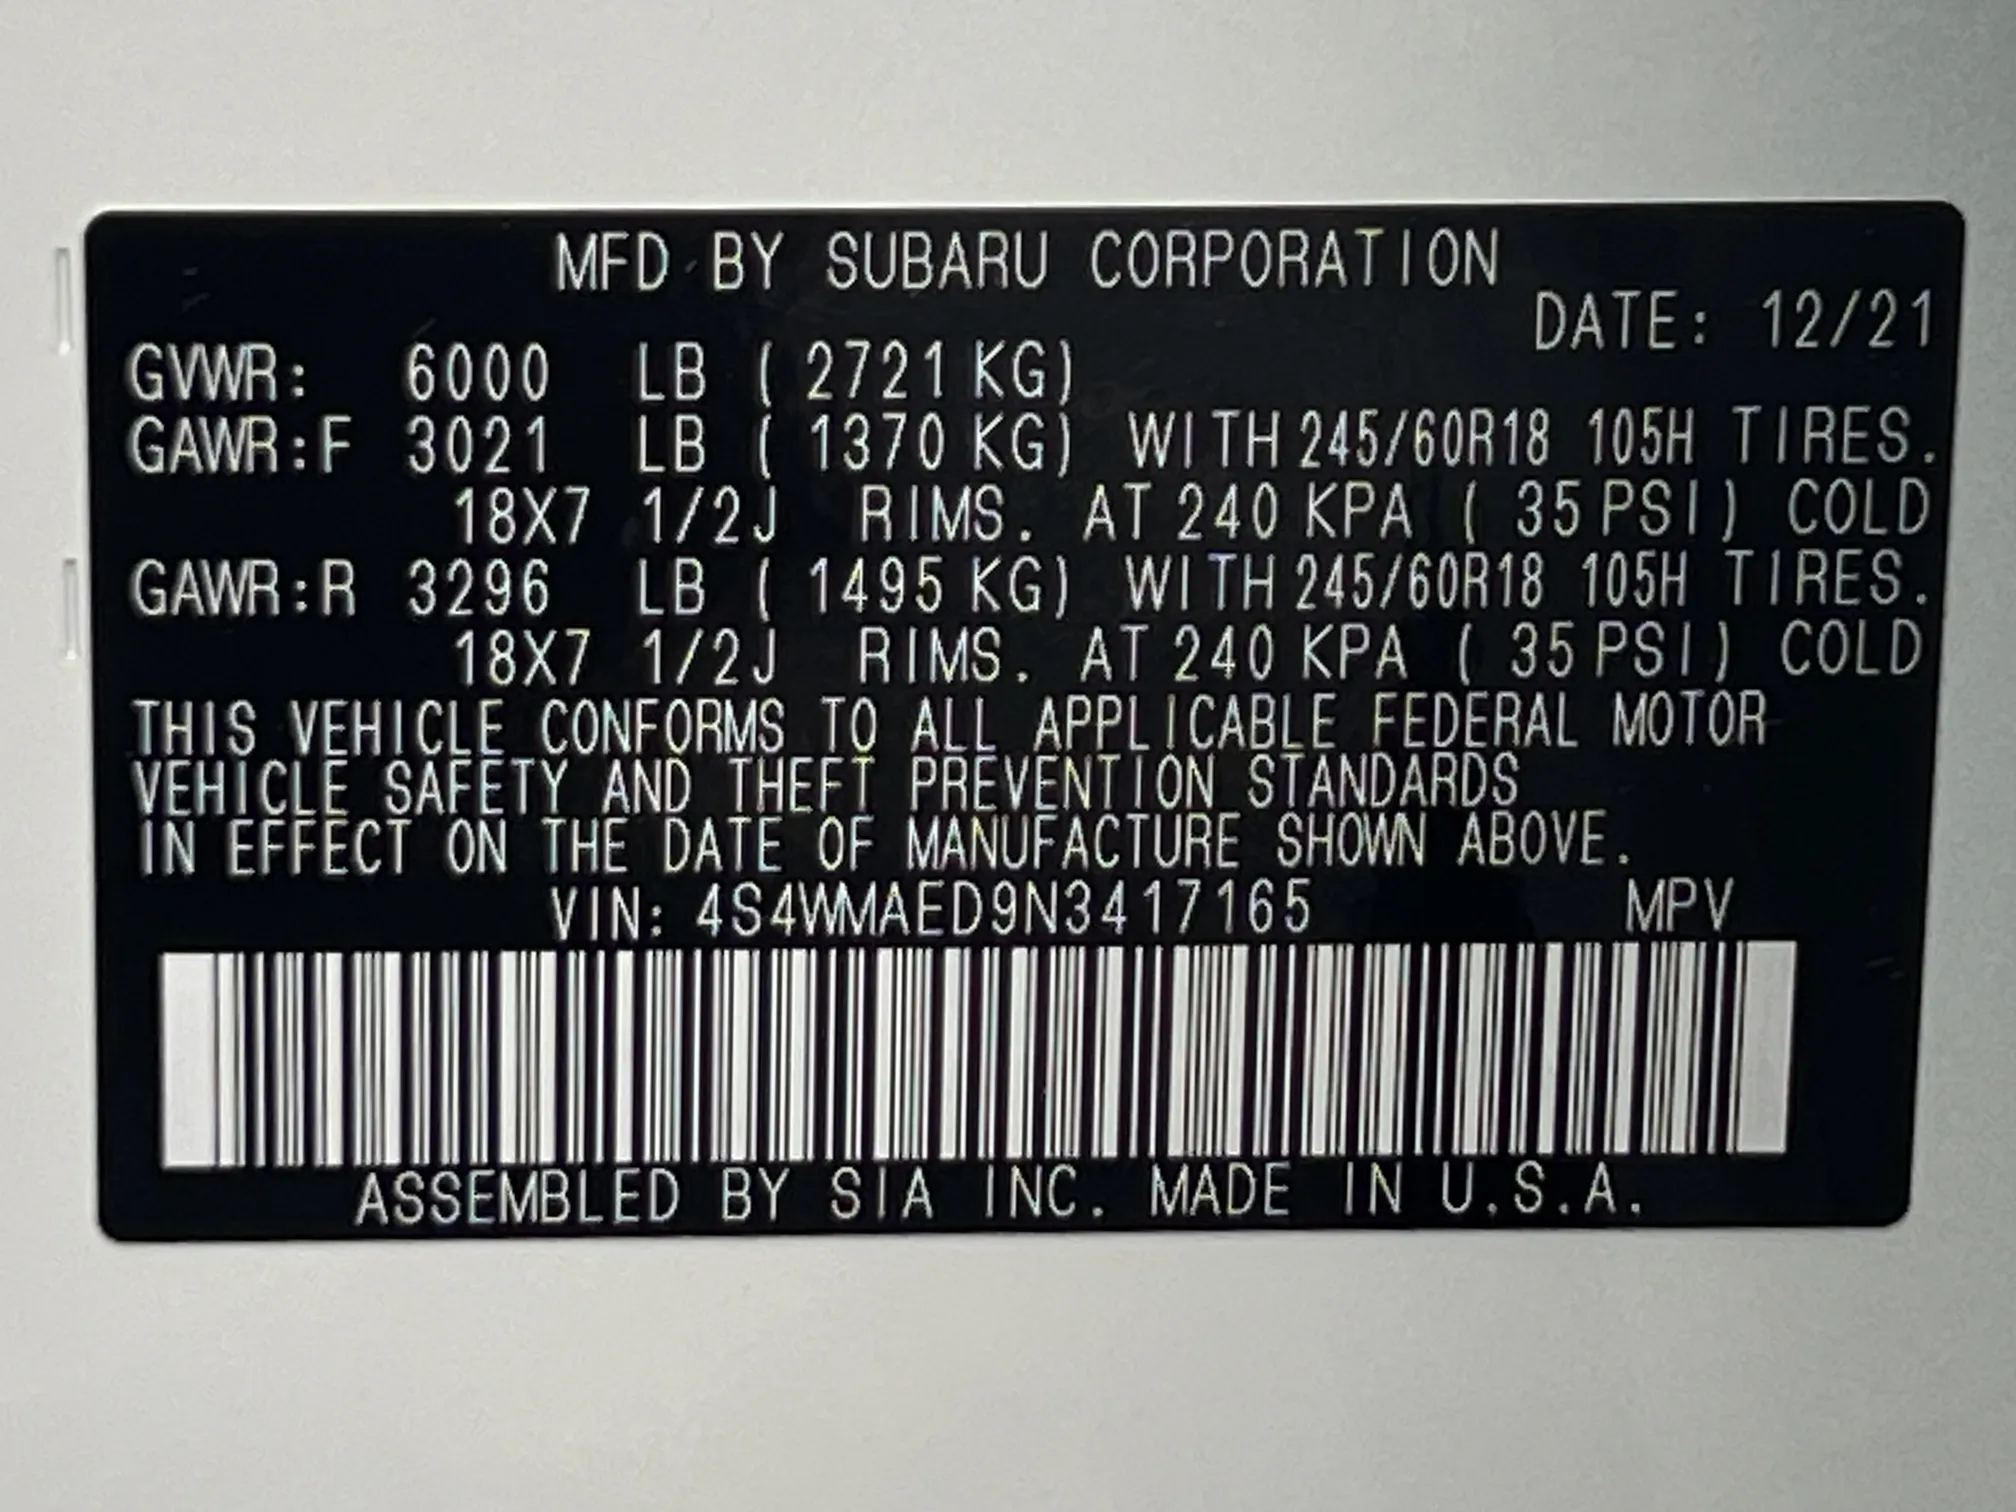 MFD BY SUBARU CORPORATION
DATE: 12/21
GVWR: 6000 LB ( 2721 KG)
GAWR:F 3021 LB ( 1370 KG) WITH 245/60R18 105H TIRES.
18X7 1/2J RIMS. AT 240 KPA ( 35 PSI) COLD
GAWR:R 3296 LB ( 1495 KG) WITH 245/60R18 105H TIRES.
18X7 1/2J RIMS. AT 240 KPA ( 35 PSI) COLD
THIS VEHICLE CONFORMS TO ALL APPLICABLE FEDERAL MOTOR
VEHICLE SAFETY AND THEFT PREVENTION STANDARDS
IN EFFECT ON THE DATE OF MANUFACTURE SHOWN ABOVE.
VIN: 4S4WMAED9N3417165 MPV
ASSEMBLED BY SIA INC. MADE IN U.S.A.